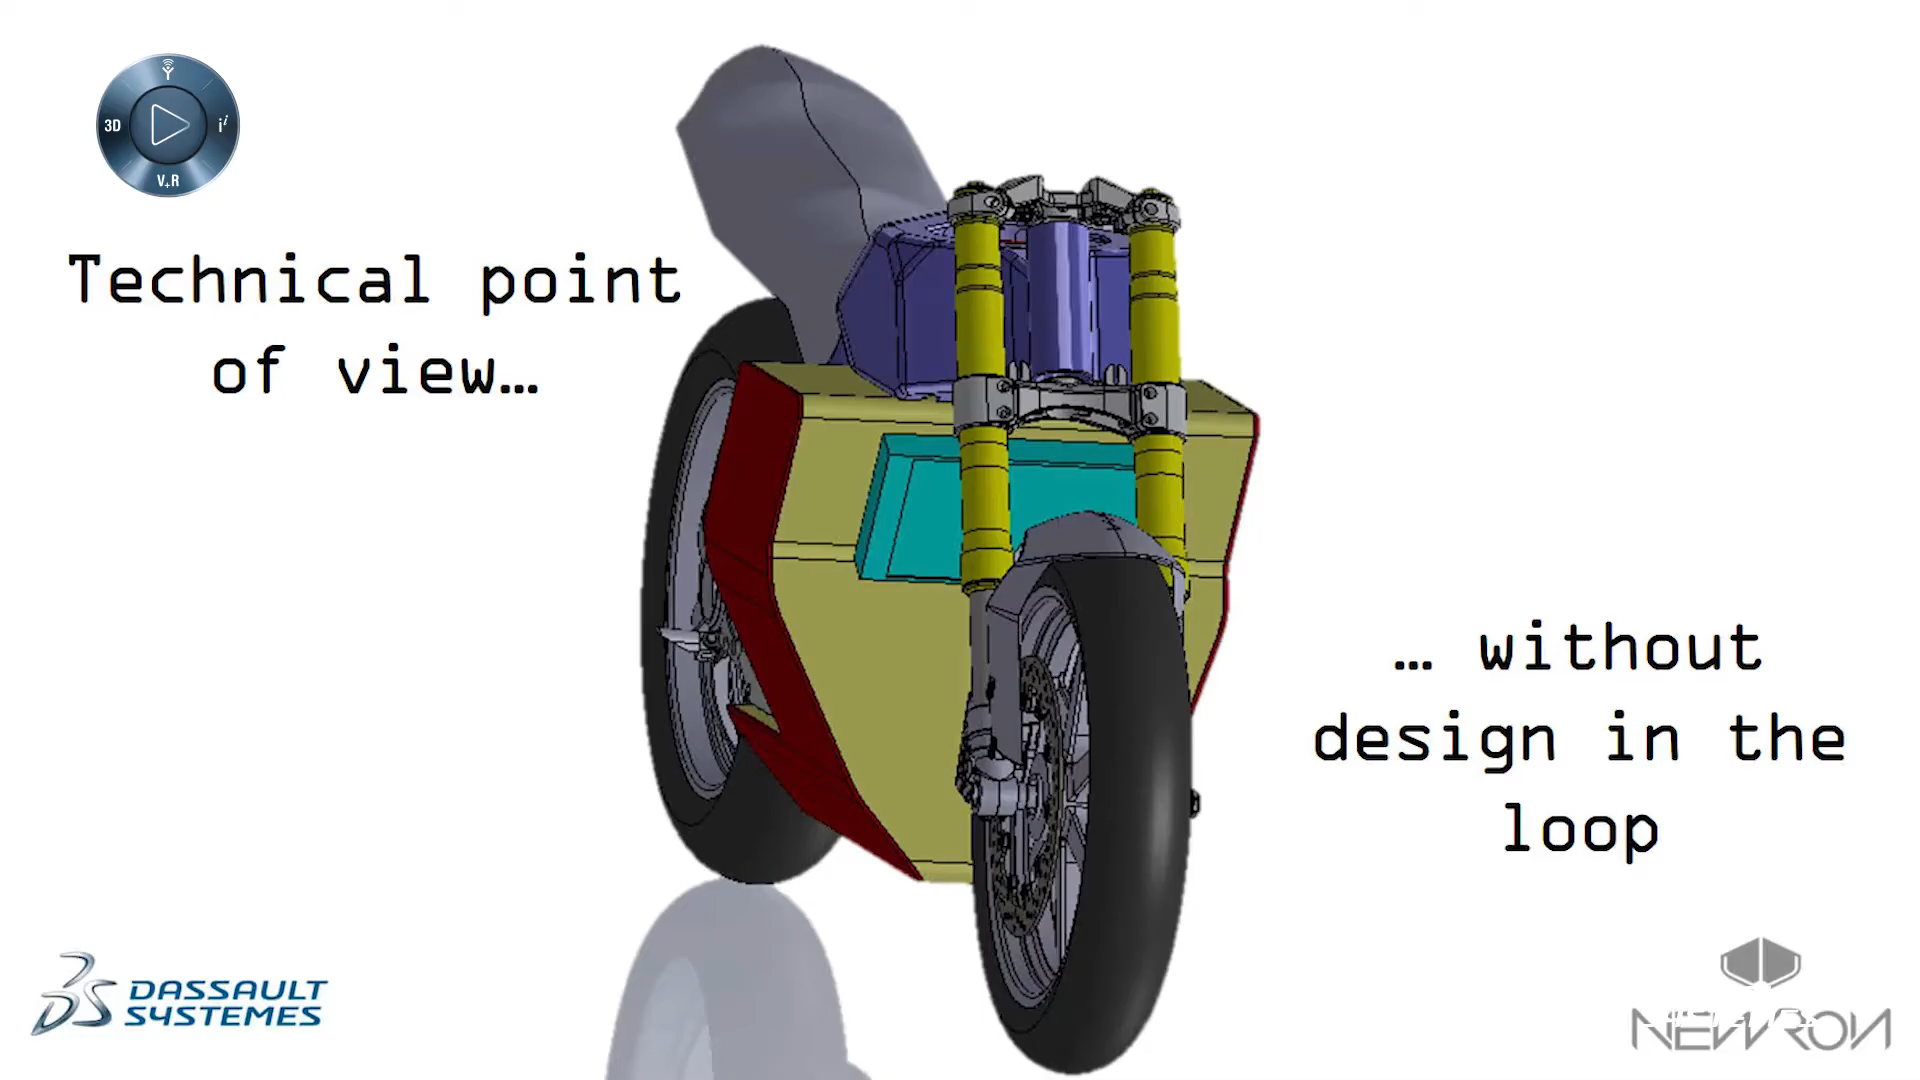 3D
i i
V+R
Technical point
of view…
… without
design in the
loop
DASSAULT
SYSTEMES
NEWRON